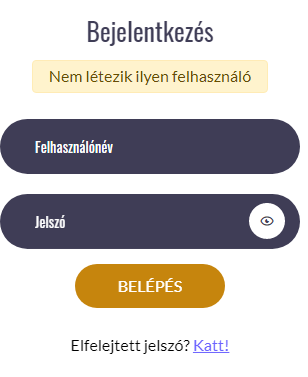 Bejelentkezés
Nem létezik ilyen felhasználó
Felhasználónév
Jelszó
BELÉPÉS
Elfelejtett jelszó? Katt!